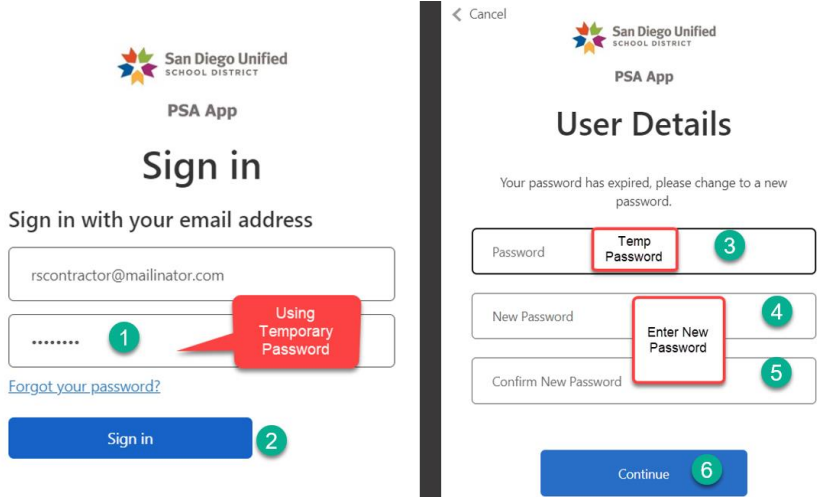 San Diego Unified
SCHOOL DISTRICT
PSA App
Sign in
Sign in with your email address
rscontractor@mailinator.com
1
Using
Temporary
Password
Forgot your password?
Sign in
2
Cancel
San Diego Unified
SCHOOL DISTRICT
PSA App
User Details
Your password has expired, please change to a new
password.
Password
Temp
Password
3
New Password
4
Enter New
Password
Confirm New Password
5
Continue
6